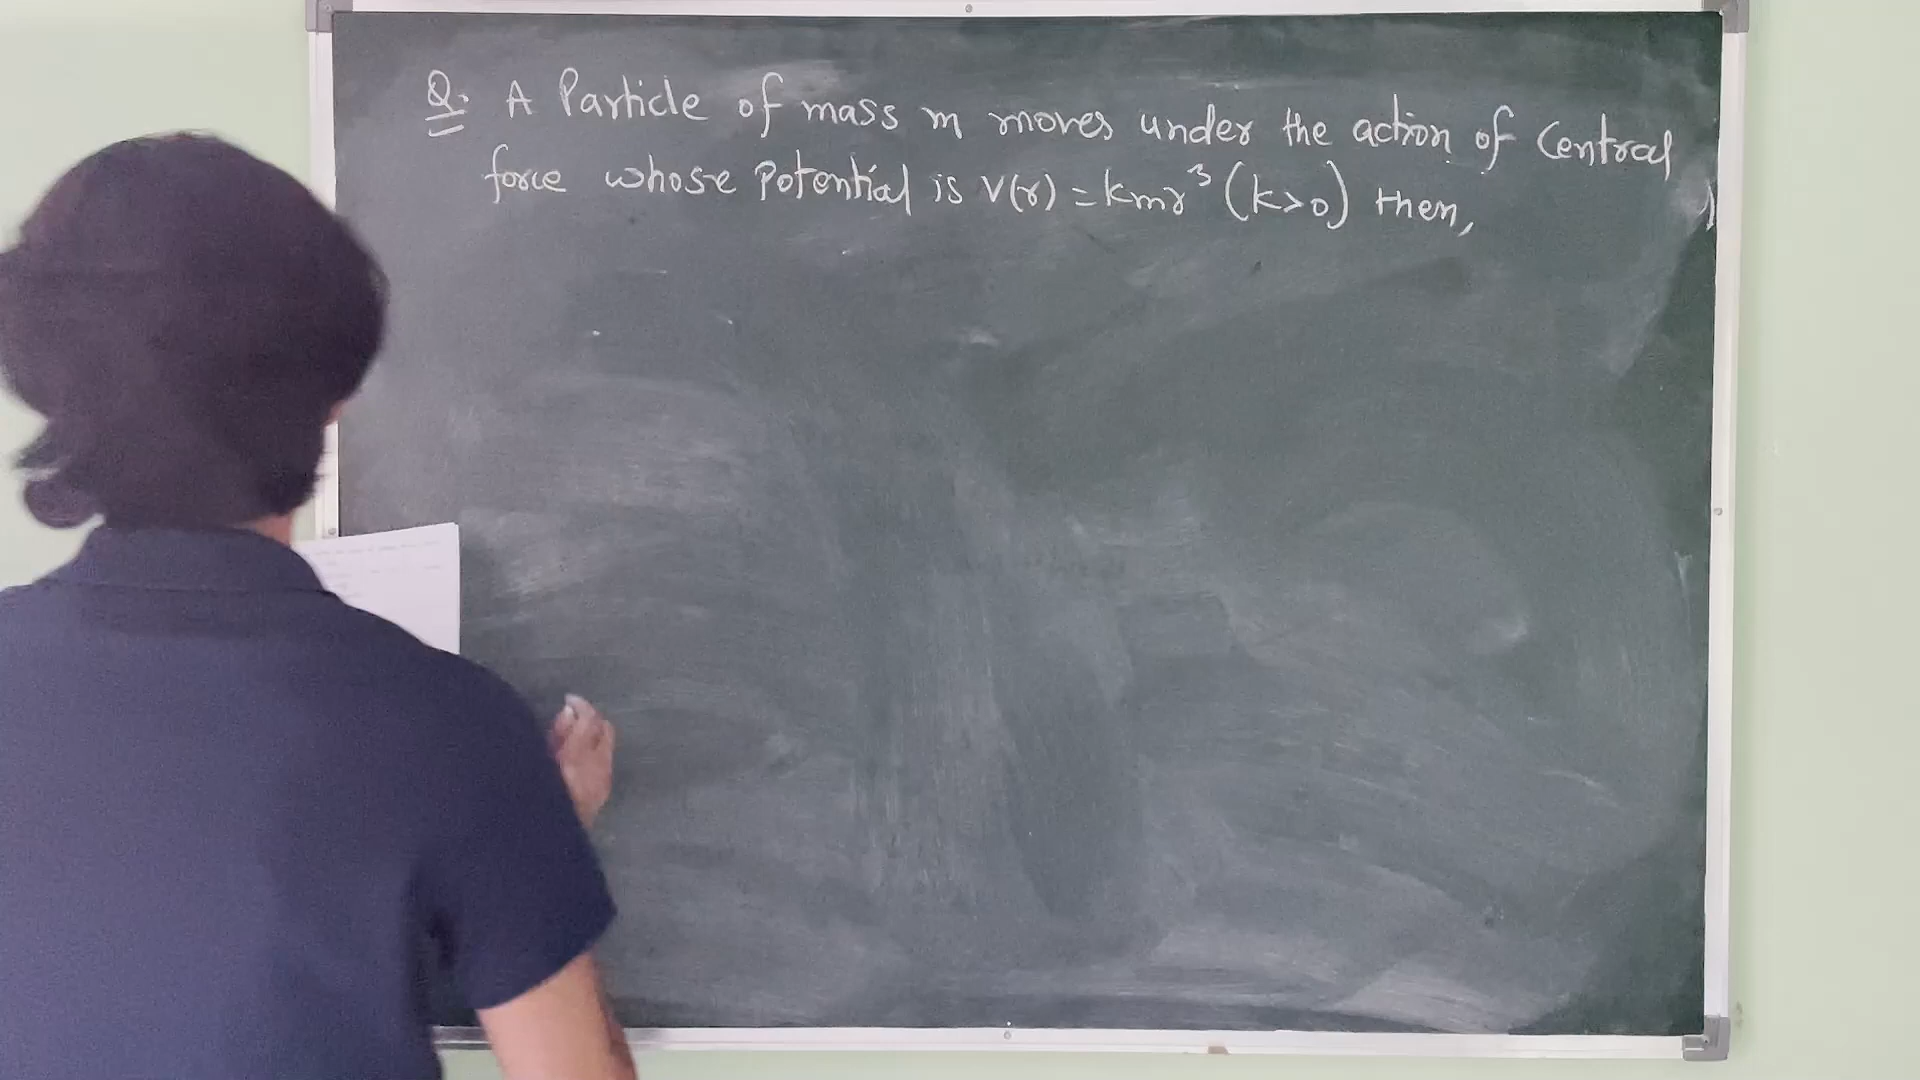 Q. A Particle of mass m moves under the action of Central
force whose Potential is V(r) = kmr³ (k>0) then,